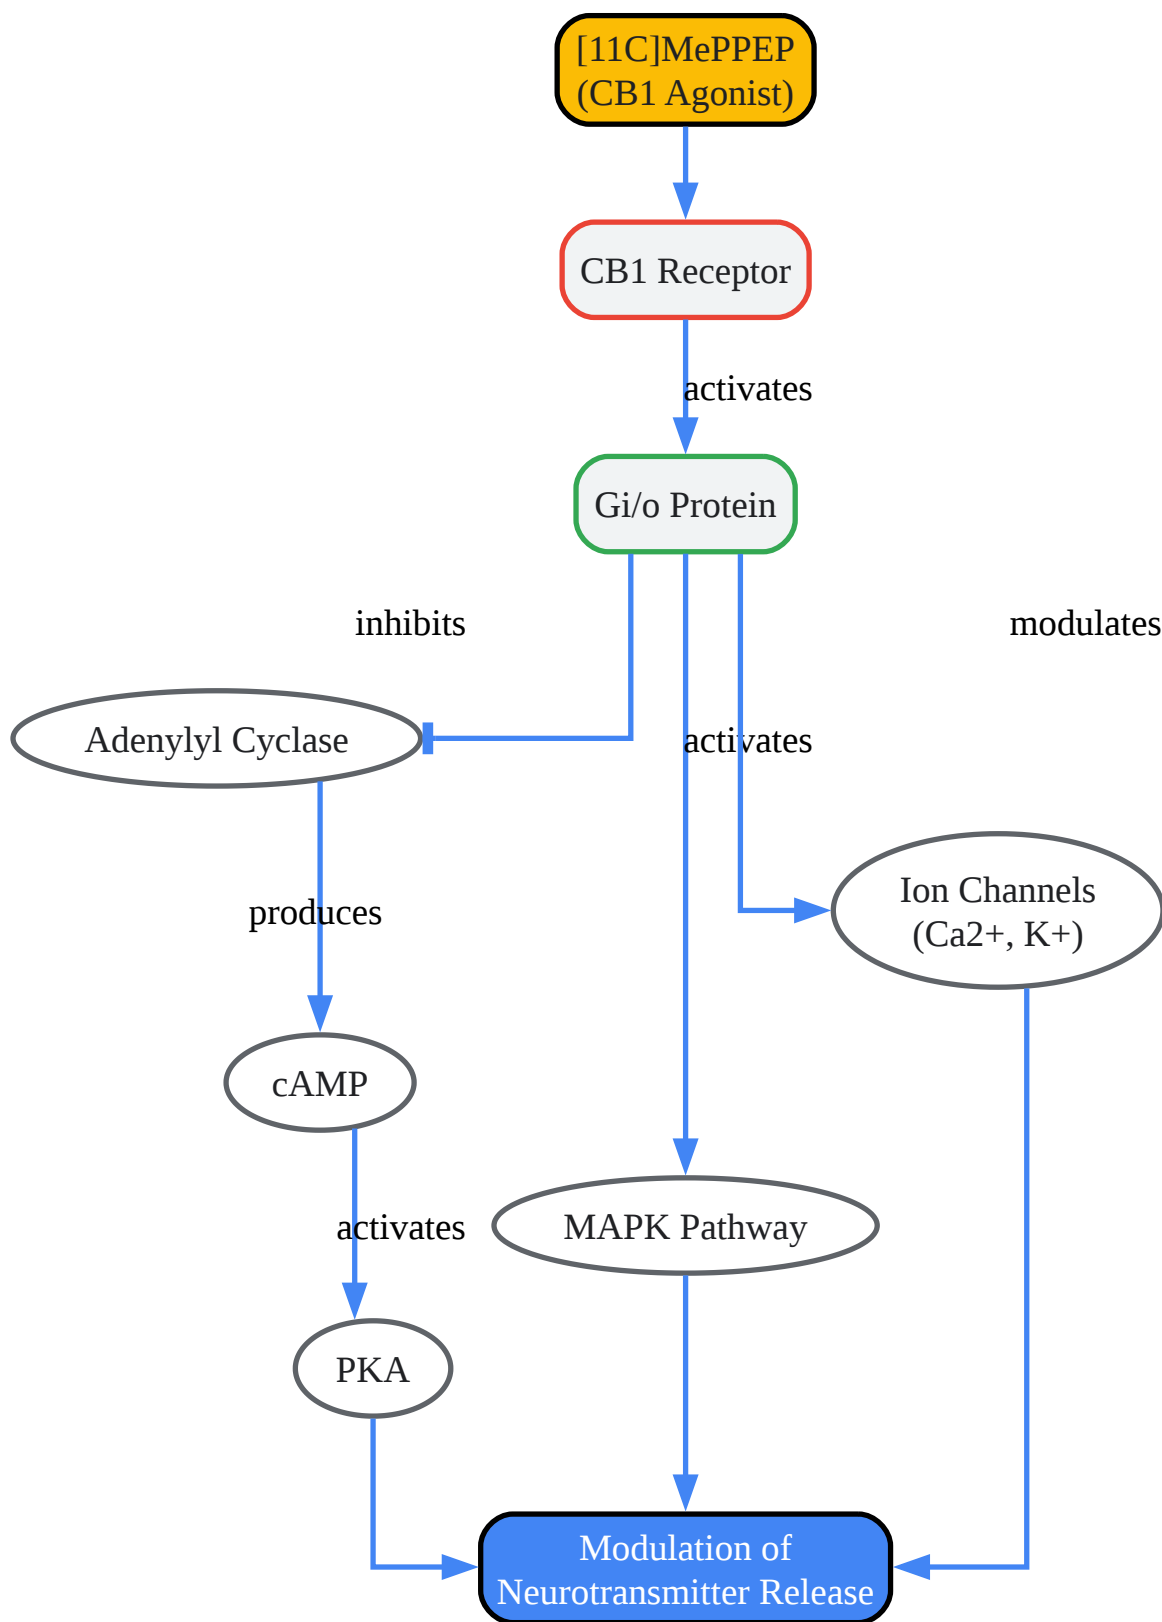 [11C]MePPEP
(CB1 Agonist)
CB1 Receptor
activates
Gi/o Protein
inhibits
modulates
Adenylyl Cyclase
activates
Ion Channels
(Ca2+, K+)
produces
cAMP
activates
MAPK Pathway
PKA
Modulation of
Neurotransmitter Release